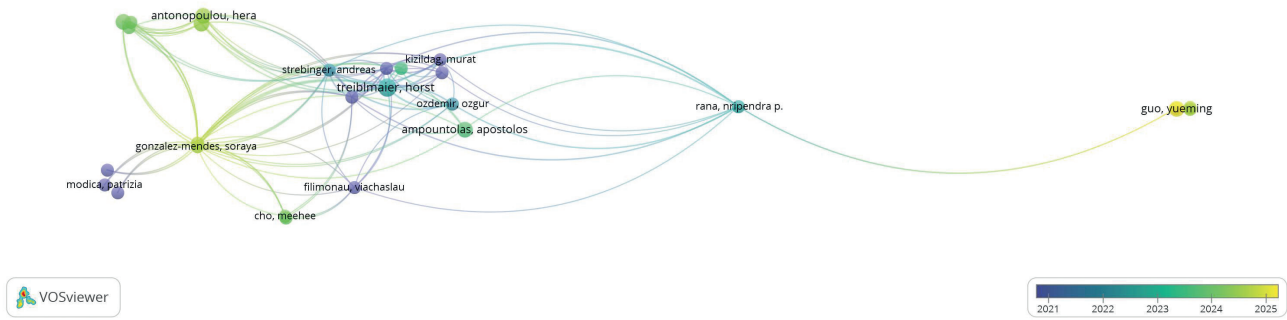 antonopoulou, hera
kizildag, murat
strebinger, andreas
treiblmaier, horst
ozdemir, ozgur
rana, nripendra p.
guo, yueming
ampountolas, apostolos
gonzalez-mendes, soraya
modica, patrizia
filimonau, viachaslau
cho, meehee
VOSviewer
2021 2022 2023 2024 2025